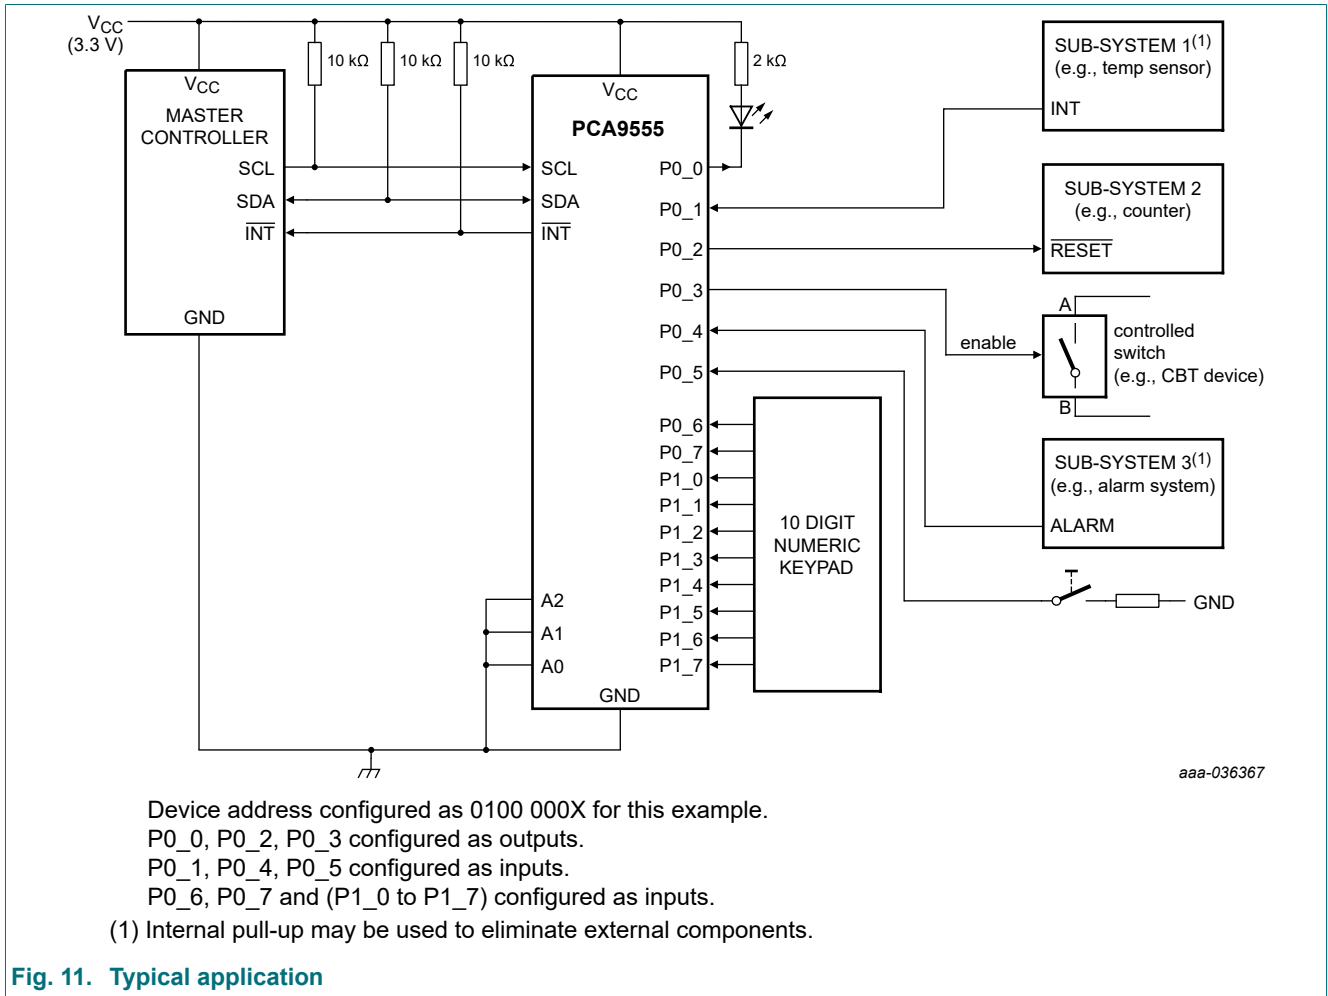 VCC
(3.3 V)
10 kΩ
10 kΩ
10 kΩ
2 kΩ
VCC
MASTER
CONTROLLER
SCL
SDA
INT
GND
VCC
PCA9555
SCL
SDA
INT
A2
A1
A0
GND
P0_0
P0_1
P0_2
P0_3
P0_4
P0_5
P0_6
P0_7
P1_0
P1_1
P1_2
P1_3
P1_4
P1_5
P1_6
P1_7
10 DIGIT
NUMERIC
KEYPAD
SUB-SYSTEM 1(1)
(e.g., temp sensor)
INT
SUB-SYSTEM 2
(e.g., counter)
RESET
A
enable
controlled
switch
(e.g., CBT device)
B
SUB-SYSTEM 3(1)
(e.g., alarm system)
ALARM
GND
aaa-036367
Device address configured as 0100 000X for this example.
P0_0, P0_2, P0_3 configured as outputs.
P0_1, P0_4, P0_5 configured as inputs.
P0_6, P0_7 and (P1_0 to P1_7) configured as inputs.
(1) Internal pull-up may be used to eliminate external components.
Fig. 11. Typical application